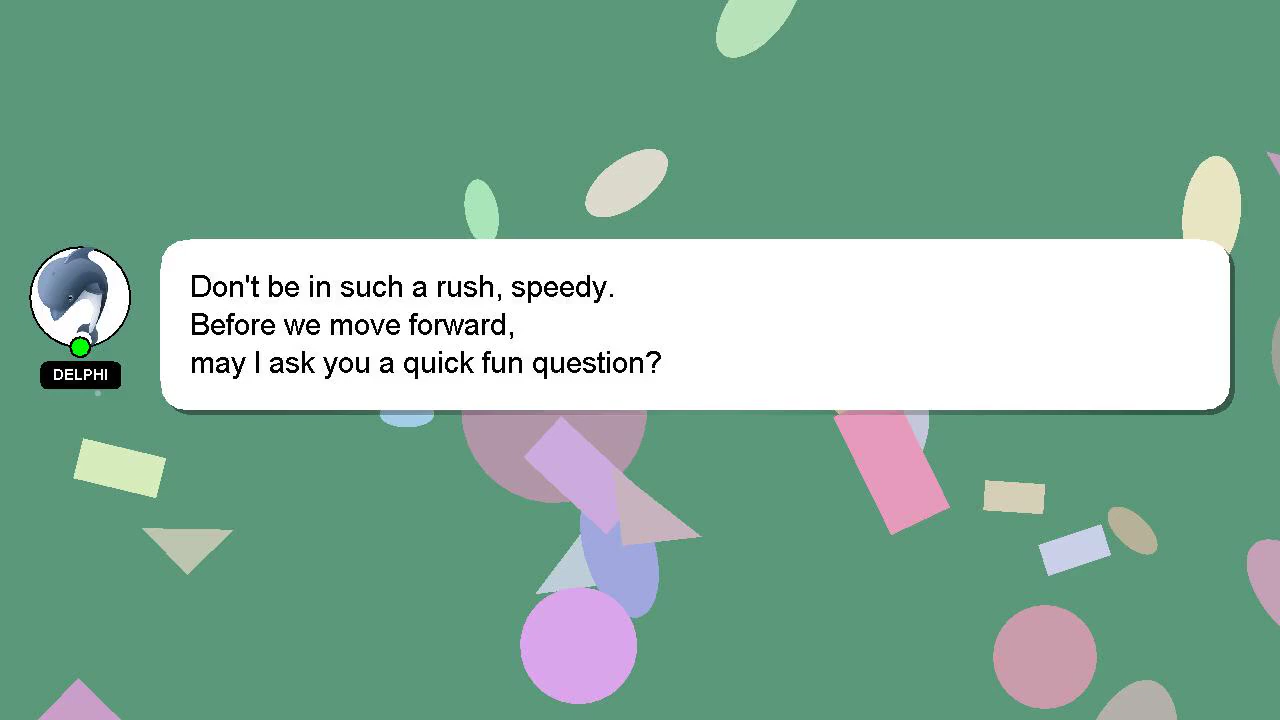 Don't be in such a rush, speedy.
Before we move forward,
may I ask you a quick fun question?
DELPHI